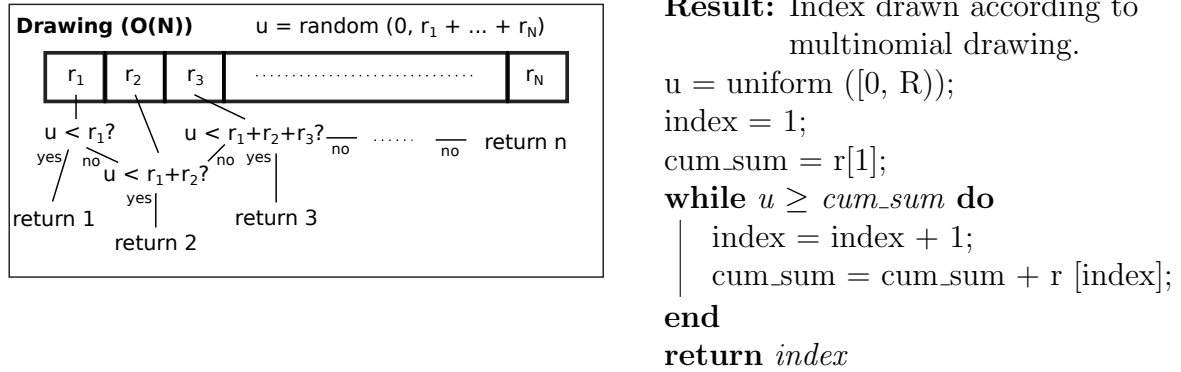 Drawing (O(N)) u = random (0, r₁ + ... + r_N)
r₁ r₂ r₃ .............................. r_N
u < r₁? u < r₁+r₂+r₃? ...... return n
yes no no yes no no
u < r₁+r₂?
yes
return 1 return 3
return 2
Result: Index drawn according to
multinomial drawing.
u = uniform ([0, R));
index = 1;
cum_sum = r[1];
while u ≥ cum_sum do
index = index + 1;
cum_sum = cum_sum + r [index];
end
return index